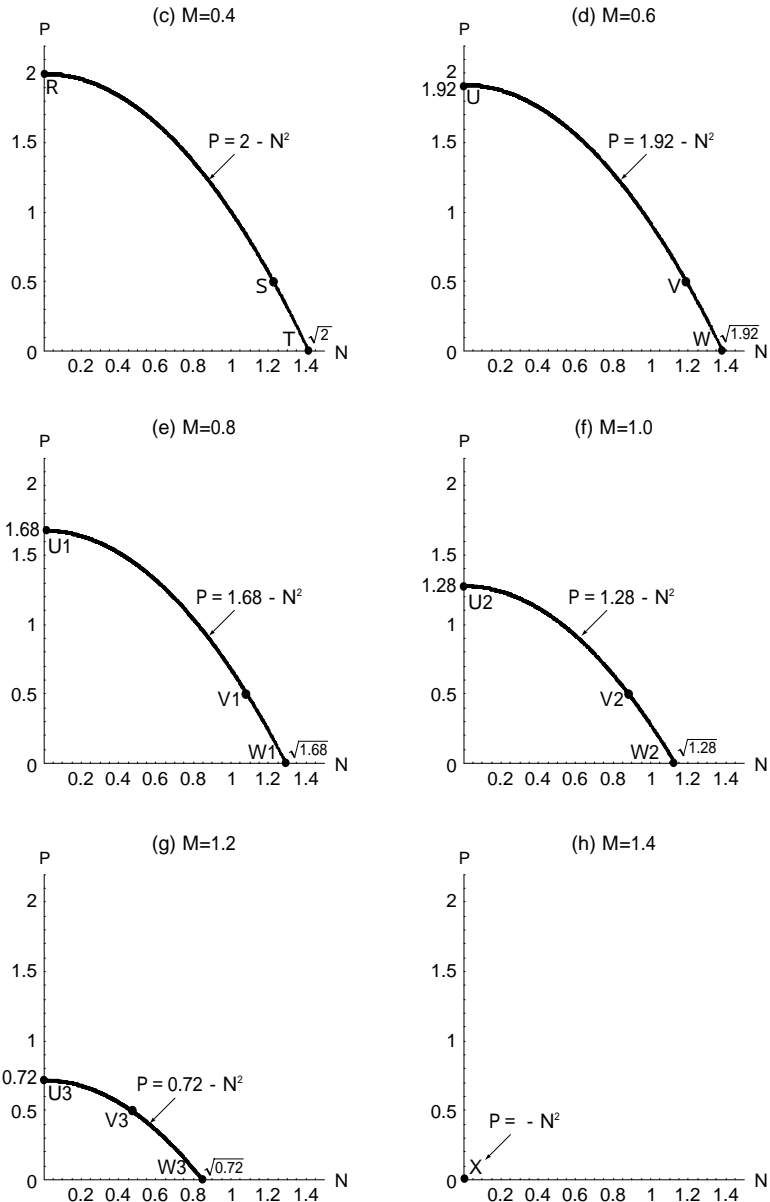 (c) M=0.4
P
2
R
P = 2 - N²
1.5
1
0.5
S
T
√2
0
0.2 0.4 0.6 0.8 1 1.2 1.4
N
(d) M=0.6
P
2
1.92
U
P = 1.92 - N²
1.5
1
0.5
V
W
√1.92
0
0.2 0.4 0.6 0.8 1 1.2 1.4
N
(e) M=0.8
P
2
1.68
U1
1.5
P = 1.68 - N²
1
0.5
V1
W1
√1.68
0
0.2 0.4 0.6 0.8 1 1.2 1.4
N
(f) M=1.0
P
2
1.5
1.28
U2
P = 1.28 - N²
1
0.5
V2
W2
√1.28
0
0.2 0.4 0.6 0.8 1 1.2 1.4
N
(g) M=1.2
P
2
1.5
1
0.72
U3
P = 0.72 - N²
0.5
V3
W3
√0.72
0
0.2 0.4 0.6 0.8 1 1.2 1.4
N
(h) M=1.4
P
2
1.5
1
0.5
P = - N²
X
0
0.2 0.4 0.6 0.8 1 1.2 1.4
N